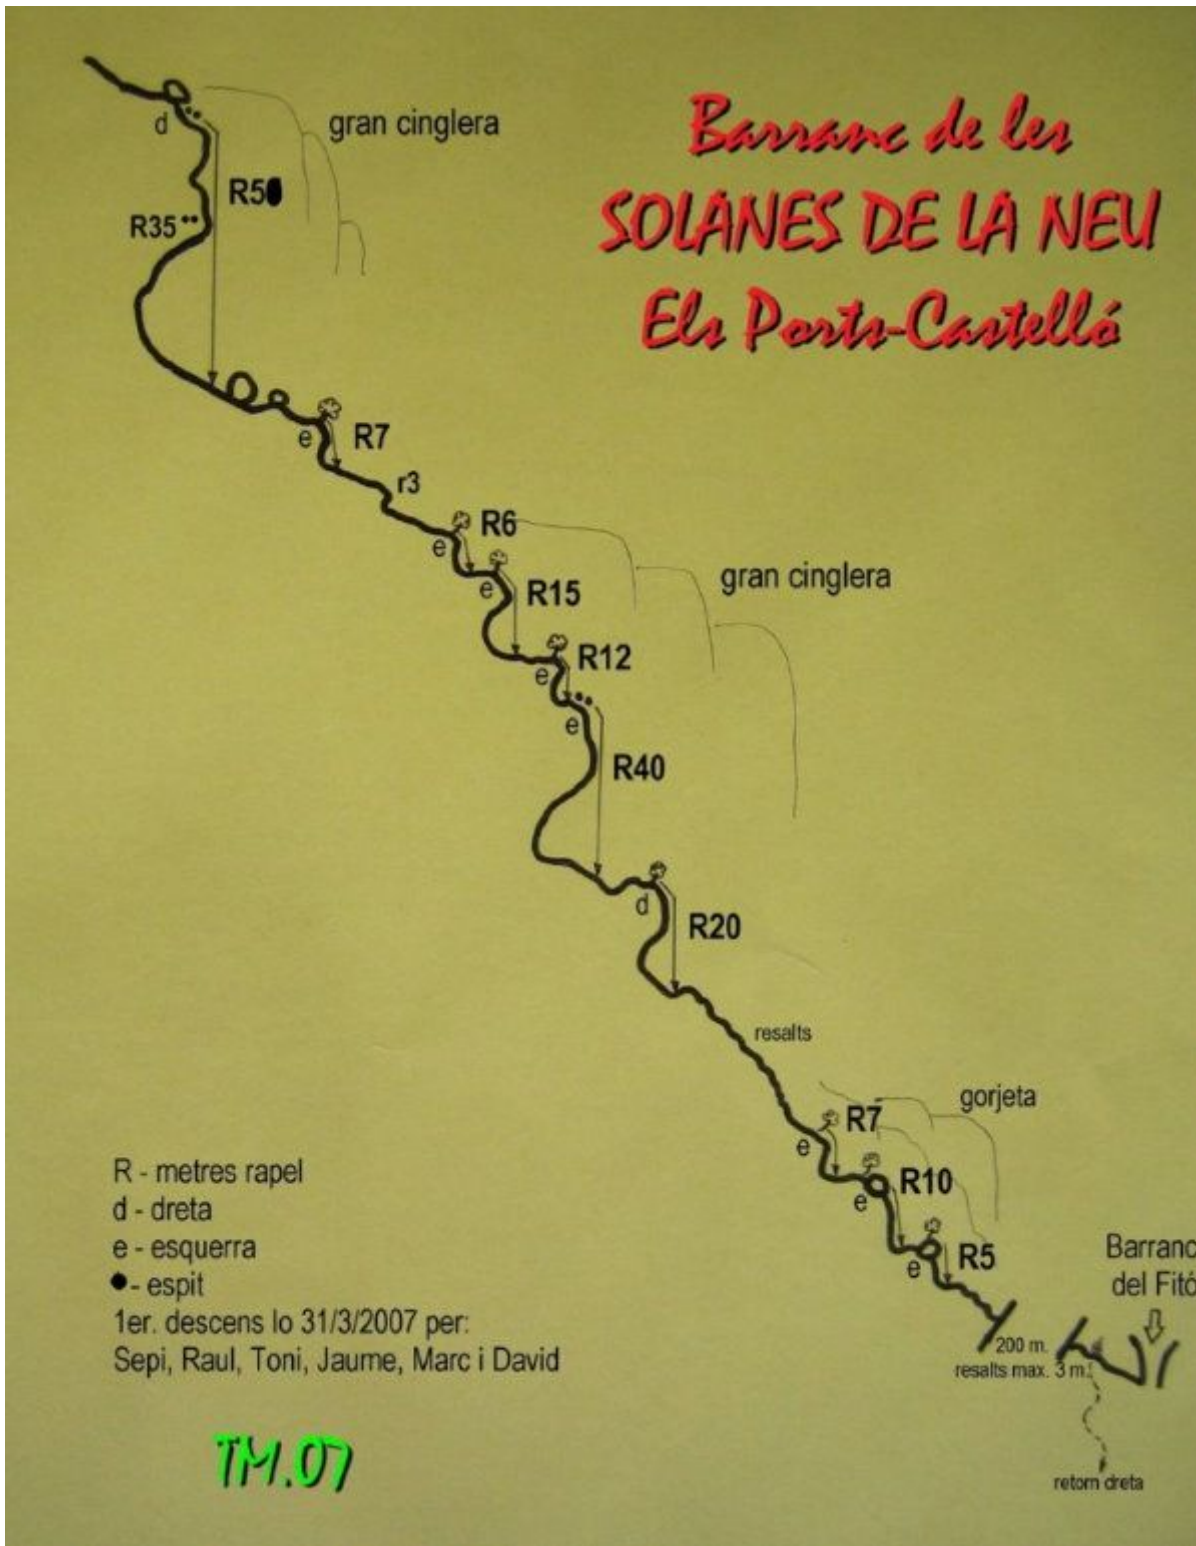 Barranc de les
SOLANES DE LA NEU
Els Ports-Castelló
gran cinglera
d
R50
R35
e
R7
r3
R6
e
gran cinglera
e
R15
R12
e
e
R40
d
R20
resalts
gorjeta
R7
e
R10
e
R5
e
Barranc
del Fitó
200 m.
resalts max. 3 m.
retorn dreta
R - metres rapel
d - dreta
e - esquerra
- espit
1er. descens lo 31/3/2007 per:
Sepi, Raul, Toni, Jaume, Marc i David
TM.07